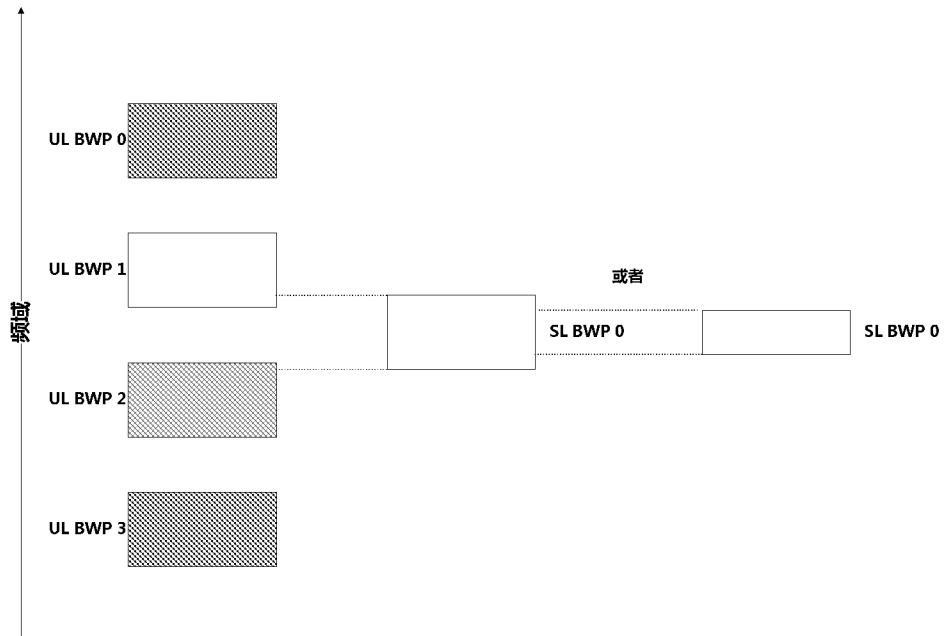 UL BWP 0
UL BWP 1
或者
频域
SL BWP 0
SL BWP 0
UL BWP 2
UL BWP 3